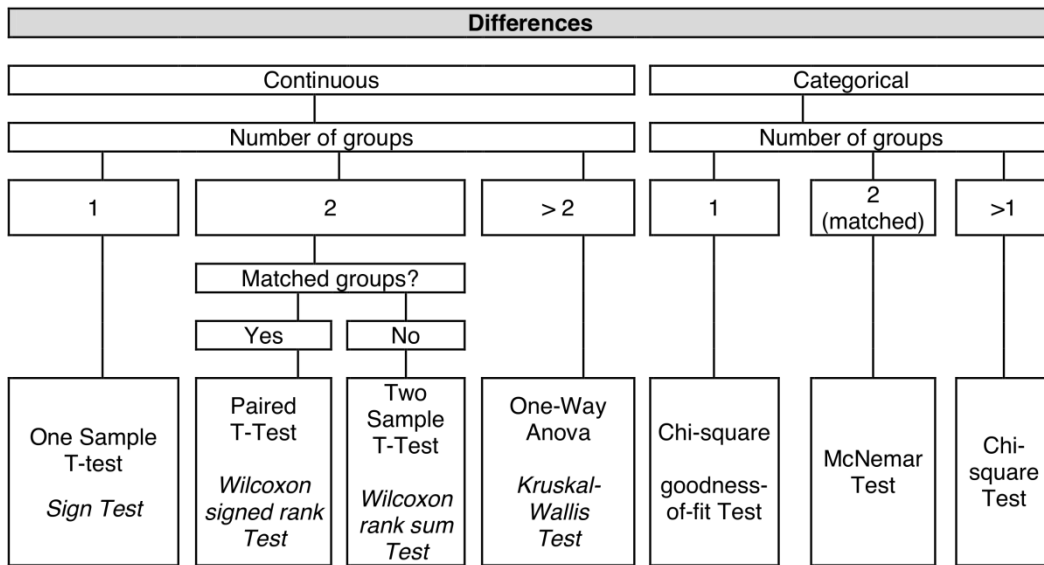 Differences
Continuous
Categorical
Number of groups
Number of groups
1
2
> 2
1
2
(matched)
>1
Matched groups?
Yes
No
One Sample
T-test
Sign Test
Paired
T-Test
Wilcoxon
signed rank
Test
Two
Sample
T-Test
Wilcoxon
rank sum
Test
One-Way
Anova
Kruskal-
Wallis
Test
Chi-square
goodness-
of-fit Test
McNemar
Test
Chi-
square
Test